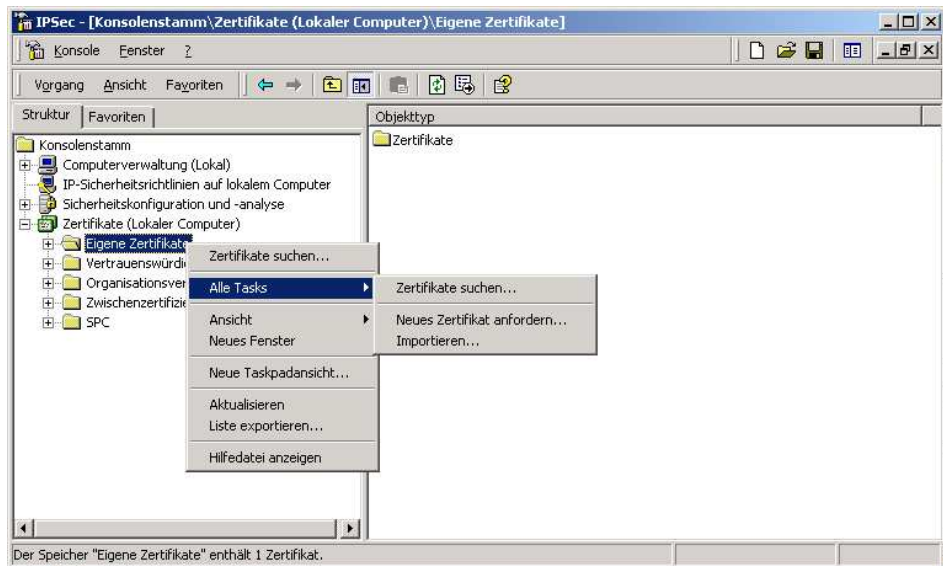 IPSec - [Konsolenstamm\Zertifikate (Lokaler Computer)\Eigene Zertifikate]
Konsole Fenster ?
Vorgang Ansicht Favoriten
Struktur Favoriten
Objekttyp
Konsolenstamm
Computerverwaltung (Lokal)
IP-Sicherheitsrichtlinien auf lokalem Computer
Sicherheitskonfiguration und -analyse
Zertifikate (Lokaler Computer)
Eigene Zertifikate
Vertrauenswürdi
Organisationsver
Zwischenzertifizie
SPC
Zertifikate
Zertifikate suchen...
Alle Tasks
Ansicht
Neues Fenster
Neue Taskpadansicht...
Aktualisieren
Liste exportieren...
Hilfedatei anzeigen
Zertifikate suchen...
Neues Zertifikat anfordern...
Importieren...
Der Speicher "Eigene Zertifikate" enthält 1 Zertifikat.